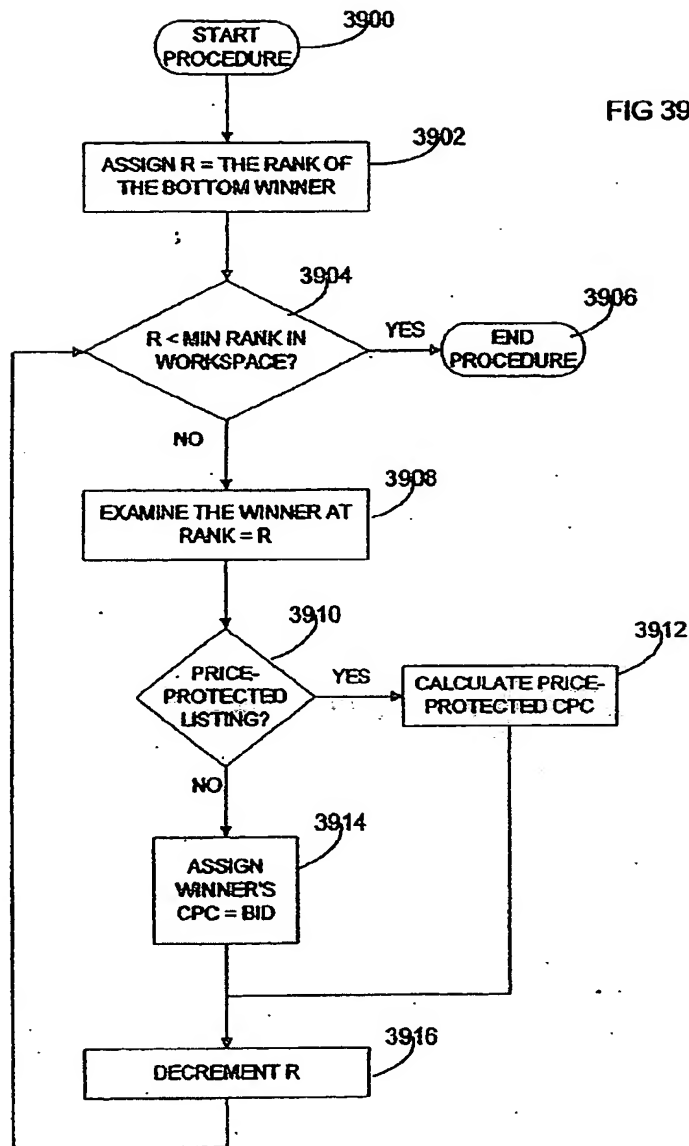 3900
START
PROCEDURE
FIG 39
3902
ASSIGN R = THE RANK OF
THE BOTTOM WINNER
3904
R < MIN RANK IN
WORKSPACE?
YES
3906
END
PROCEDURE
NO
3908
EXAMINE THE WINNER AT
RANK = R
3910
PRICE-
PROTECTED
LISTING?
YES
3912
CALCULATE PRICE-
PROTECTED CPC
NO
3914
ASSIGN
WINNER'S
CPC = BID
3916
DECREMENT R